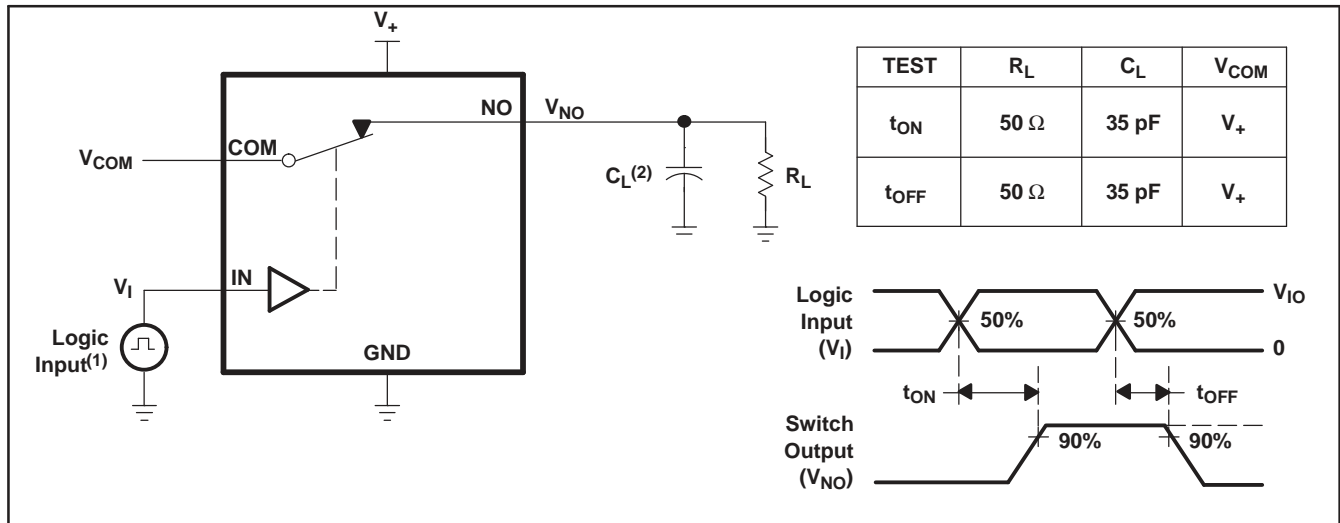 V+
NO
VNO
COM
VCOM
CL(2)
RL
IN
VI
Logic
Input(1)
GND
TEST RL CL VCOM
tON 50 Ω 35 pF V+
tOFF 50 Ω 35 pF V+
Logic
Input
(VI)
50%
50%
VIO
0
tON
tOFF
Switch
Output
(VNO)
90%
90%